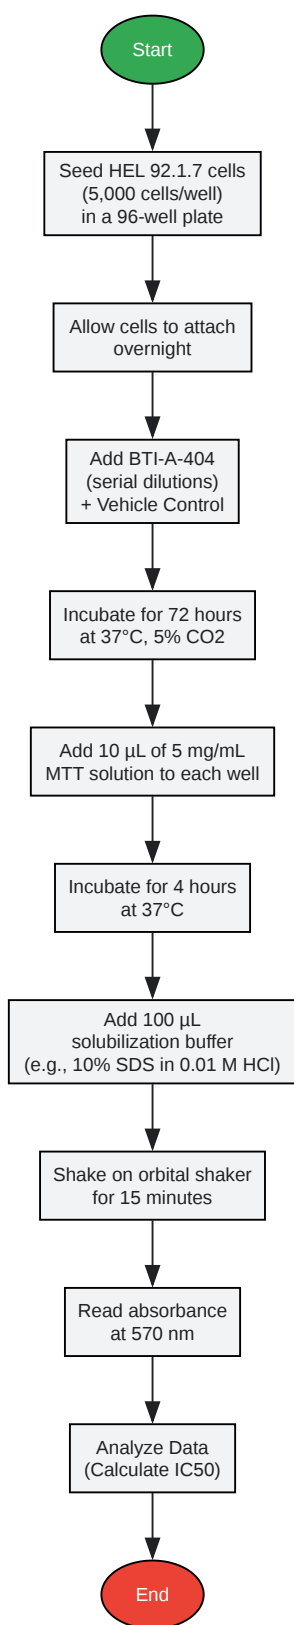 Start
Seed HEL 92.1.7 cells
(5,000 cells/well)
in a 96-well plate
Allow cells to attach
overnight
Add BTI-A-404
(serial dilutions)
+ Vehicle Control
Incubate for 72 hours
at 37°C, 5% CO2
Add 10 µL of 5 mg/mL
MTT solution to each well
Incubate for 4 hours
at 37°C
Add 100 µL
solubilization buffer
(e.g., 10% SDS in 0.01 M HCl)
Shake on orbital shaker
for 15 minutes
Read absorbance
at 570 nm
Analyze Data
(Calculate IC50)
End